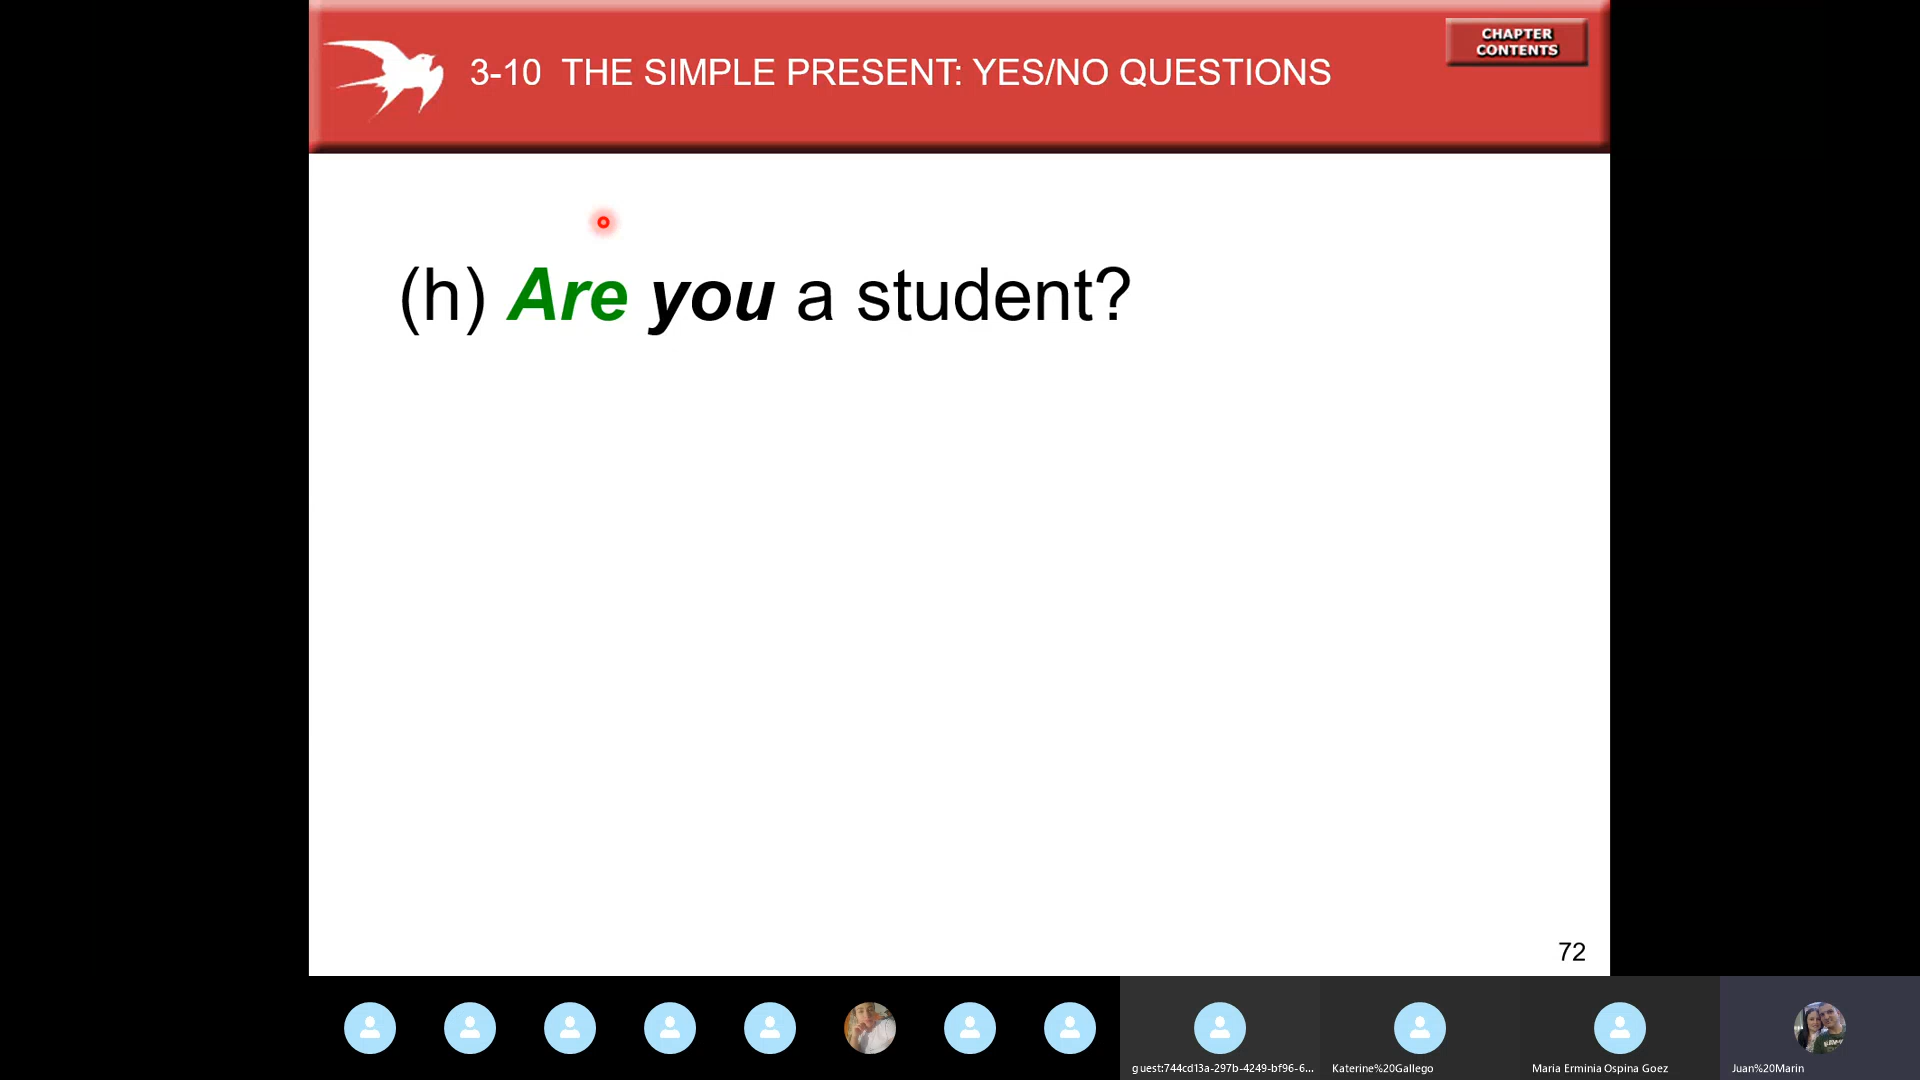 CHAPTER
CONTENTS
3-10 THE SIMPLE PRESENT: YES/NO QUESTIONS
(h) Are you a student?
72
guest:744cd13a-297b-4249-bf96-6...
Katerine%20Gallego
Maria Erminia Ospina Goez
Juan%20Marin